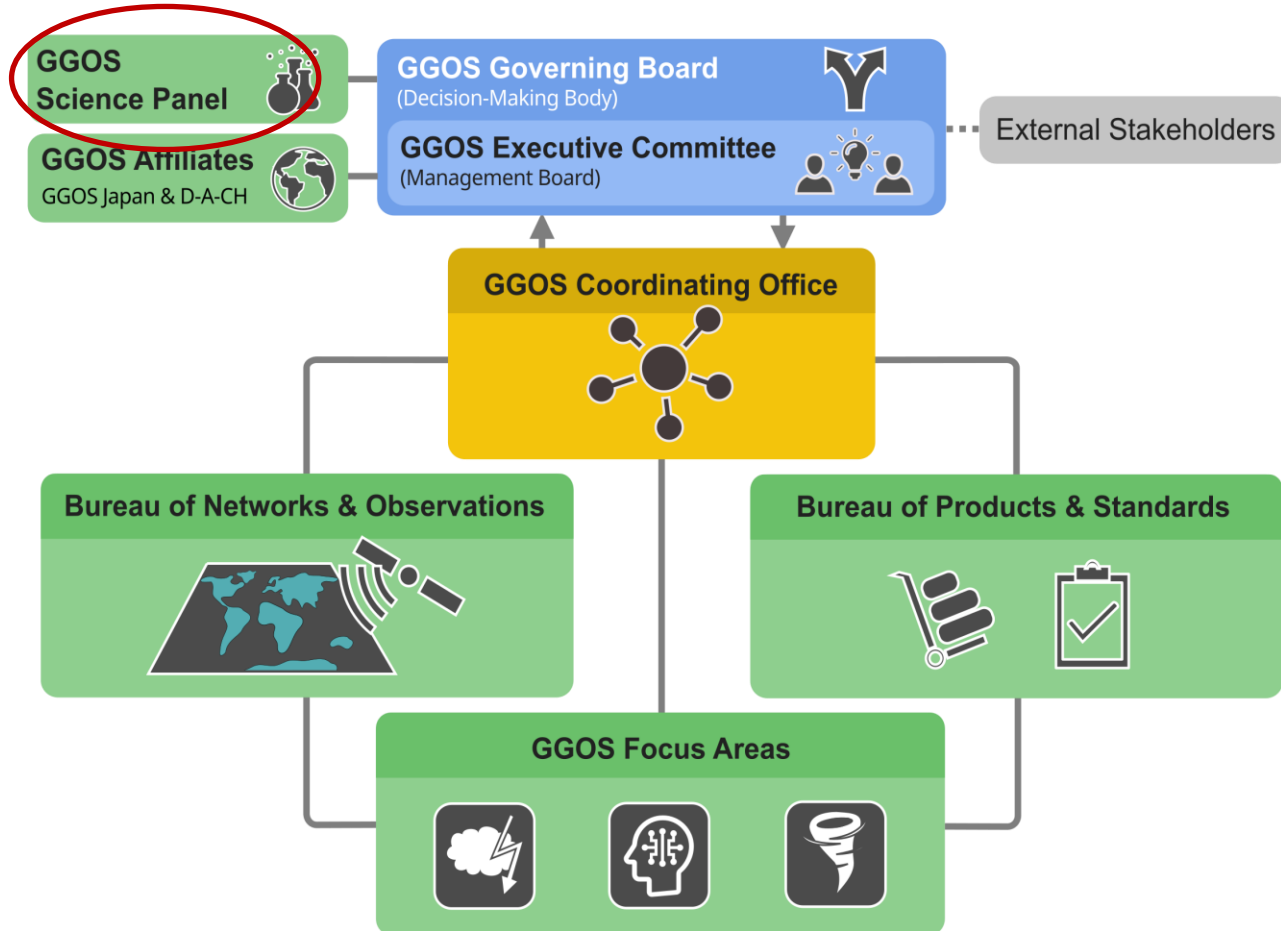 GGOS
Science Panel
GGOS Affiliates
GGOS Japan & D-A-CH
GGOS Governing Board
(Decision-Making Body)
GGOS Executive Committee
(Management Board)
External Stakeholders
GGOS Coordinating Office
Bureau of Networks & Observations
Bureau of Products & Standards
GGOS Focus Areas